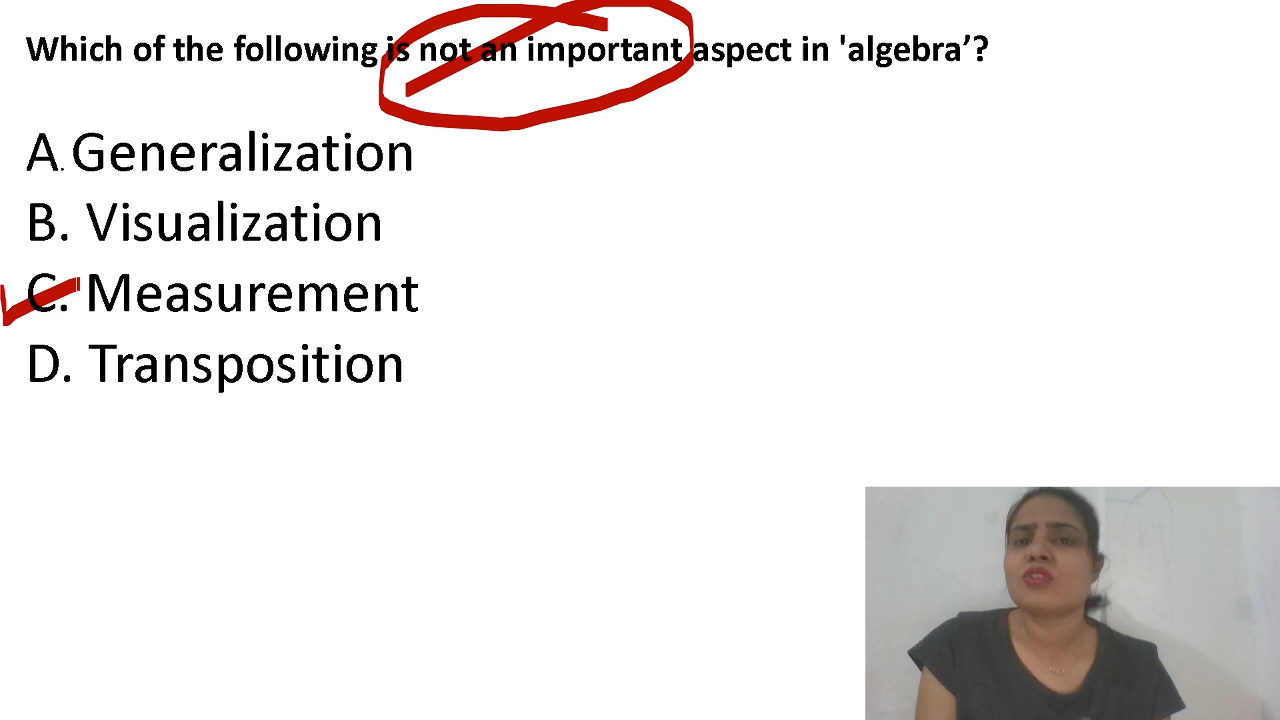 Which of the following is not an important aspect in 'algebra’?
A. Generalization
B. Visualization
C. Measurement
D. Transposition